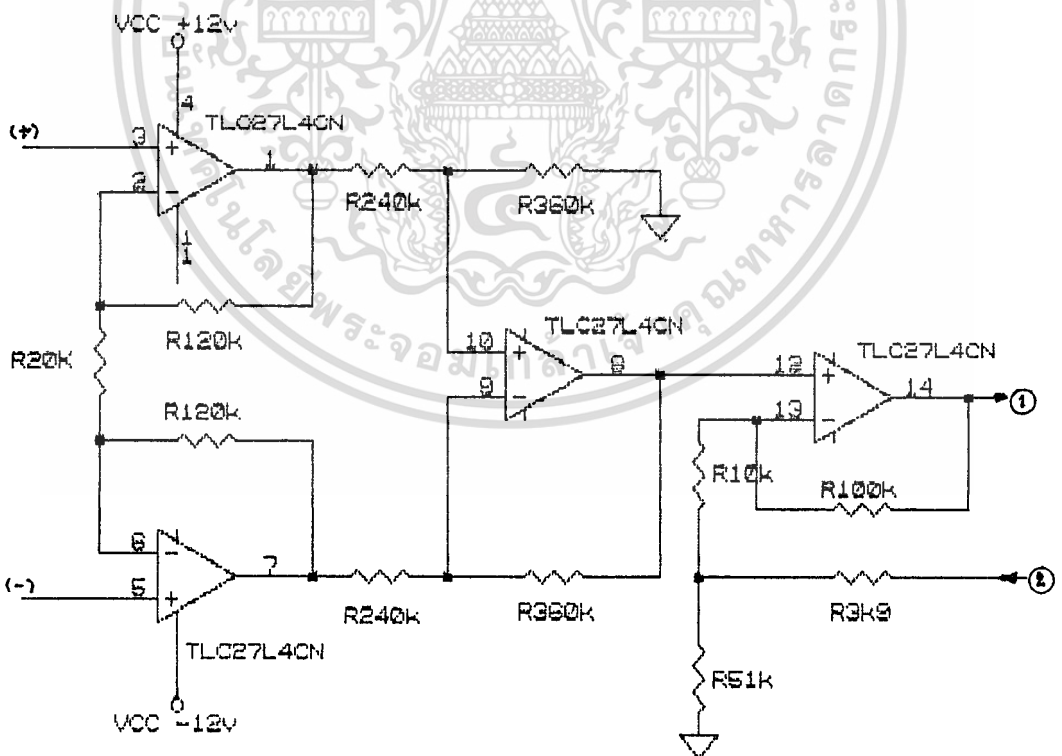 VCC +12V
4
TLC27L4CN
(+)
3
1
2
R240k
R360k
11
R120k
R20k
TLC27L4CN
10
8
9
TLC27L4CN
12
14
①
13
R120k
R10k
R100k
6
7
(-)
5
R240k
R360k
②
R3k9
TLC27L4CN
R51k
VCC -12V